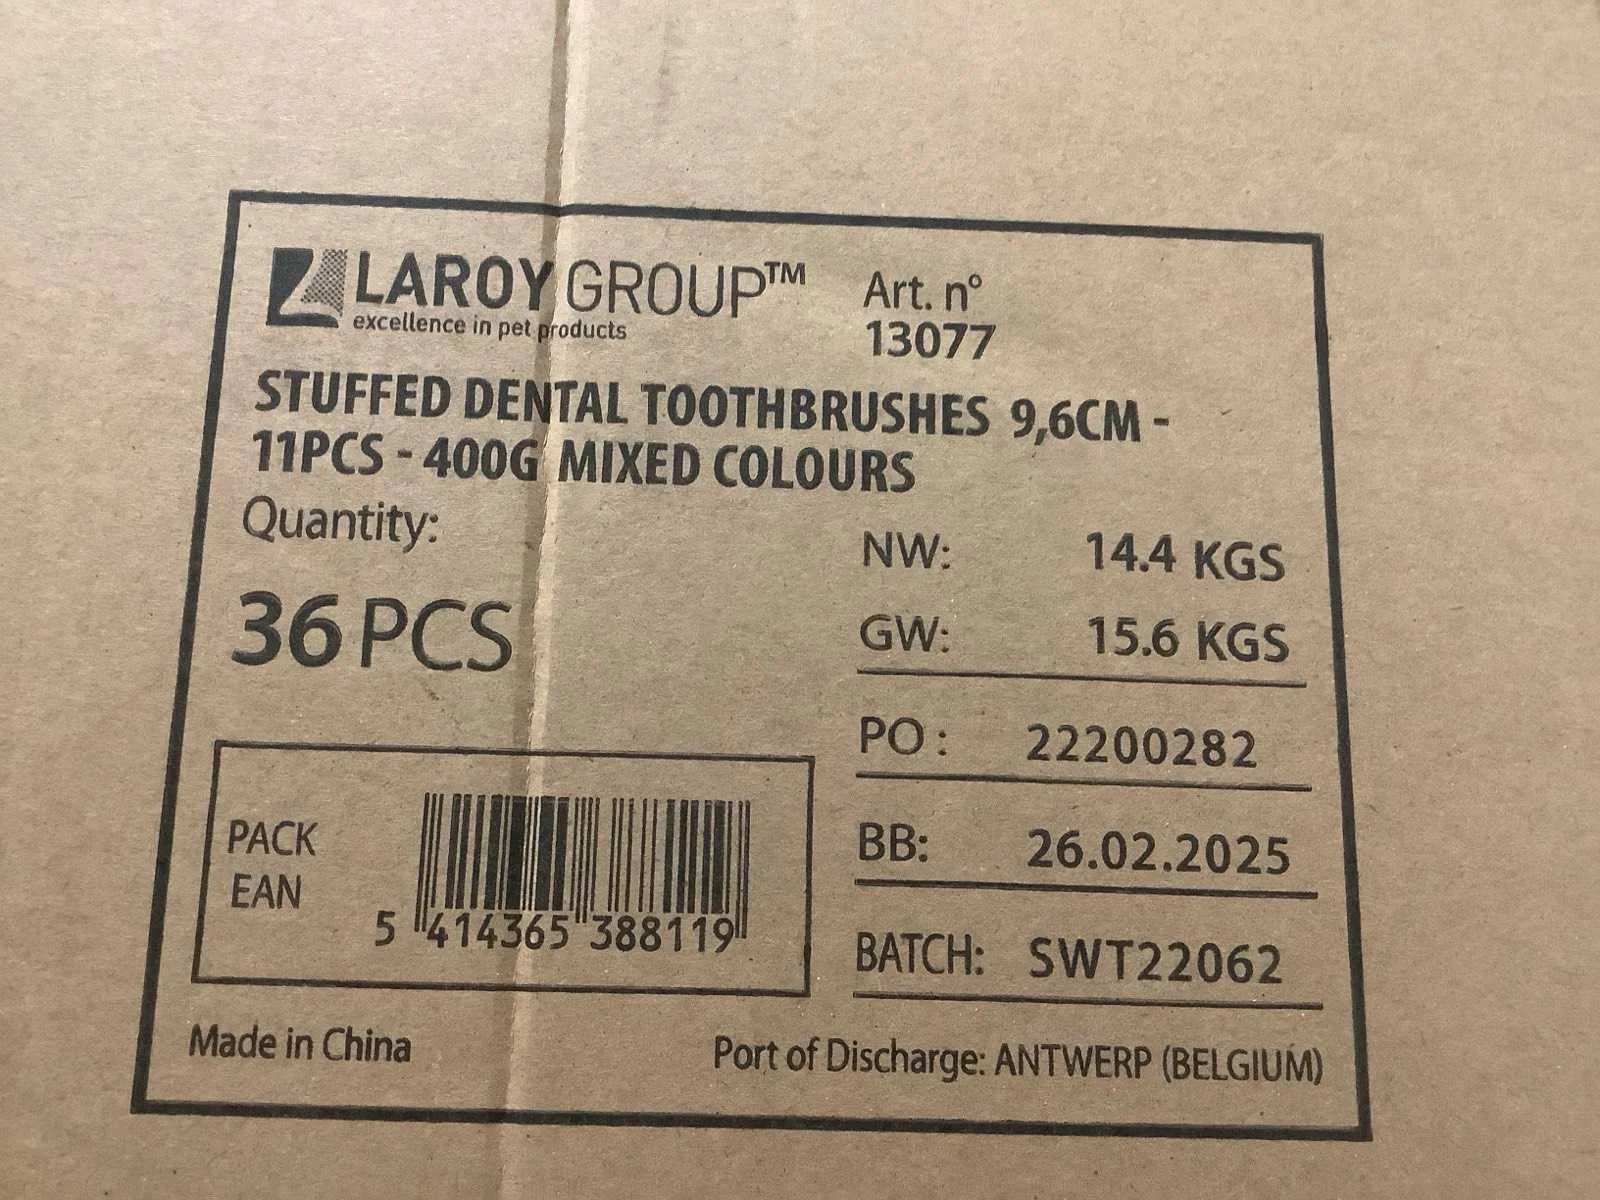 LAROY GROUP™
excellence in pet products
Art. n°
13077
STUFFED DENTAL TOOTHBRUSHES 9,6CM -
11PCS - 400G MIXED COLOURS
Quantity:
36 PCS
NW: 14.4 KGS
GW: 15.6 KGS
PO : 22200282
BB: 26.02.2025
BATCH: SWT22062
PACK
EAN
5 414365 388119
Made in China
Port of Discharge: ANTWERP (BELGIUM)